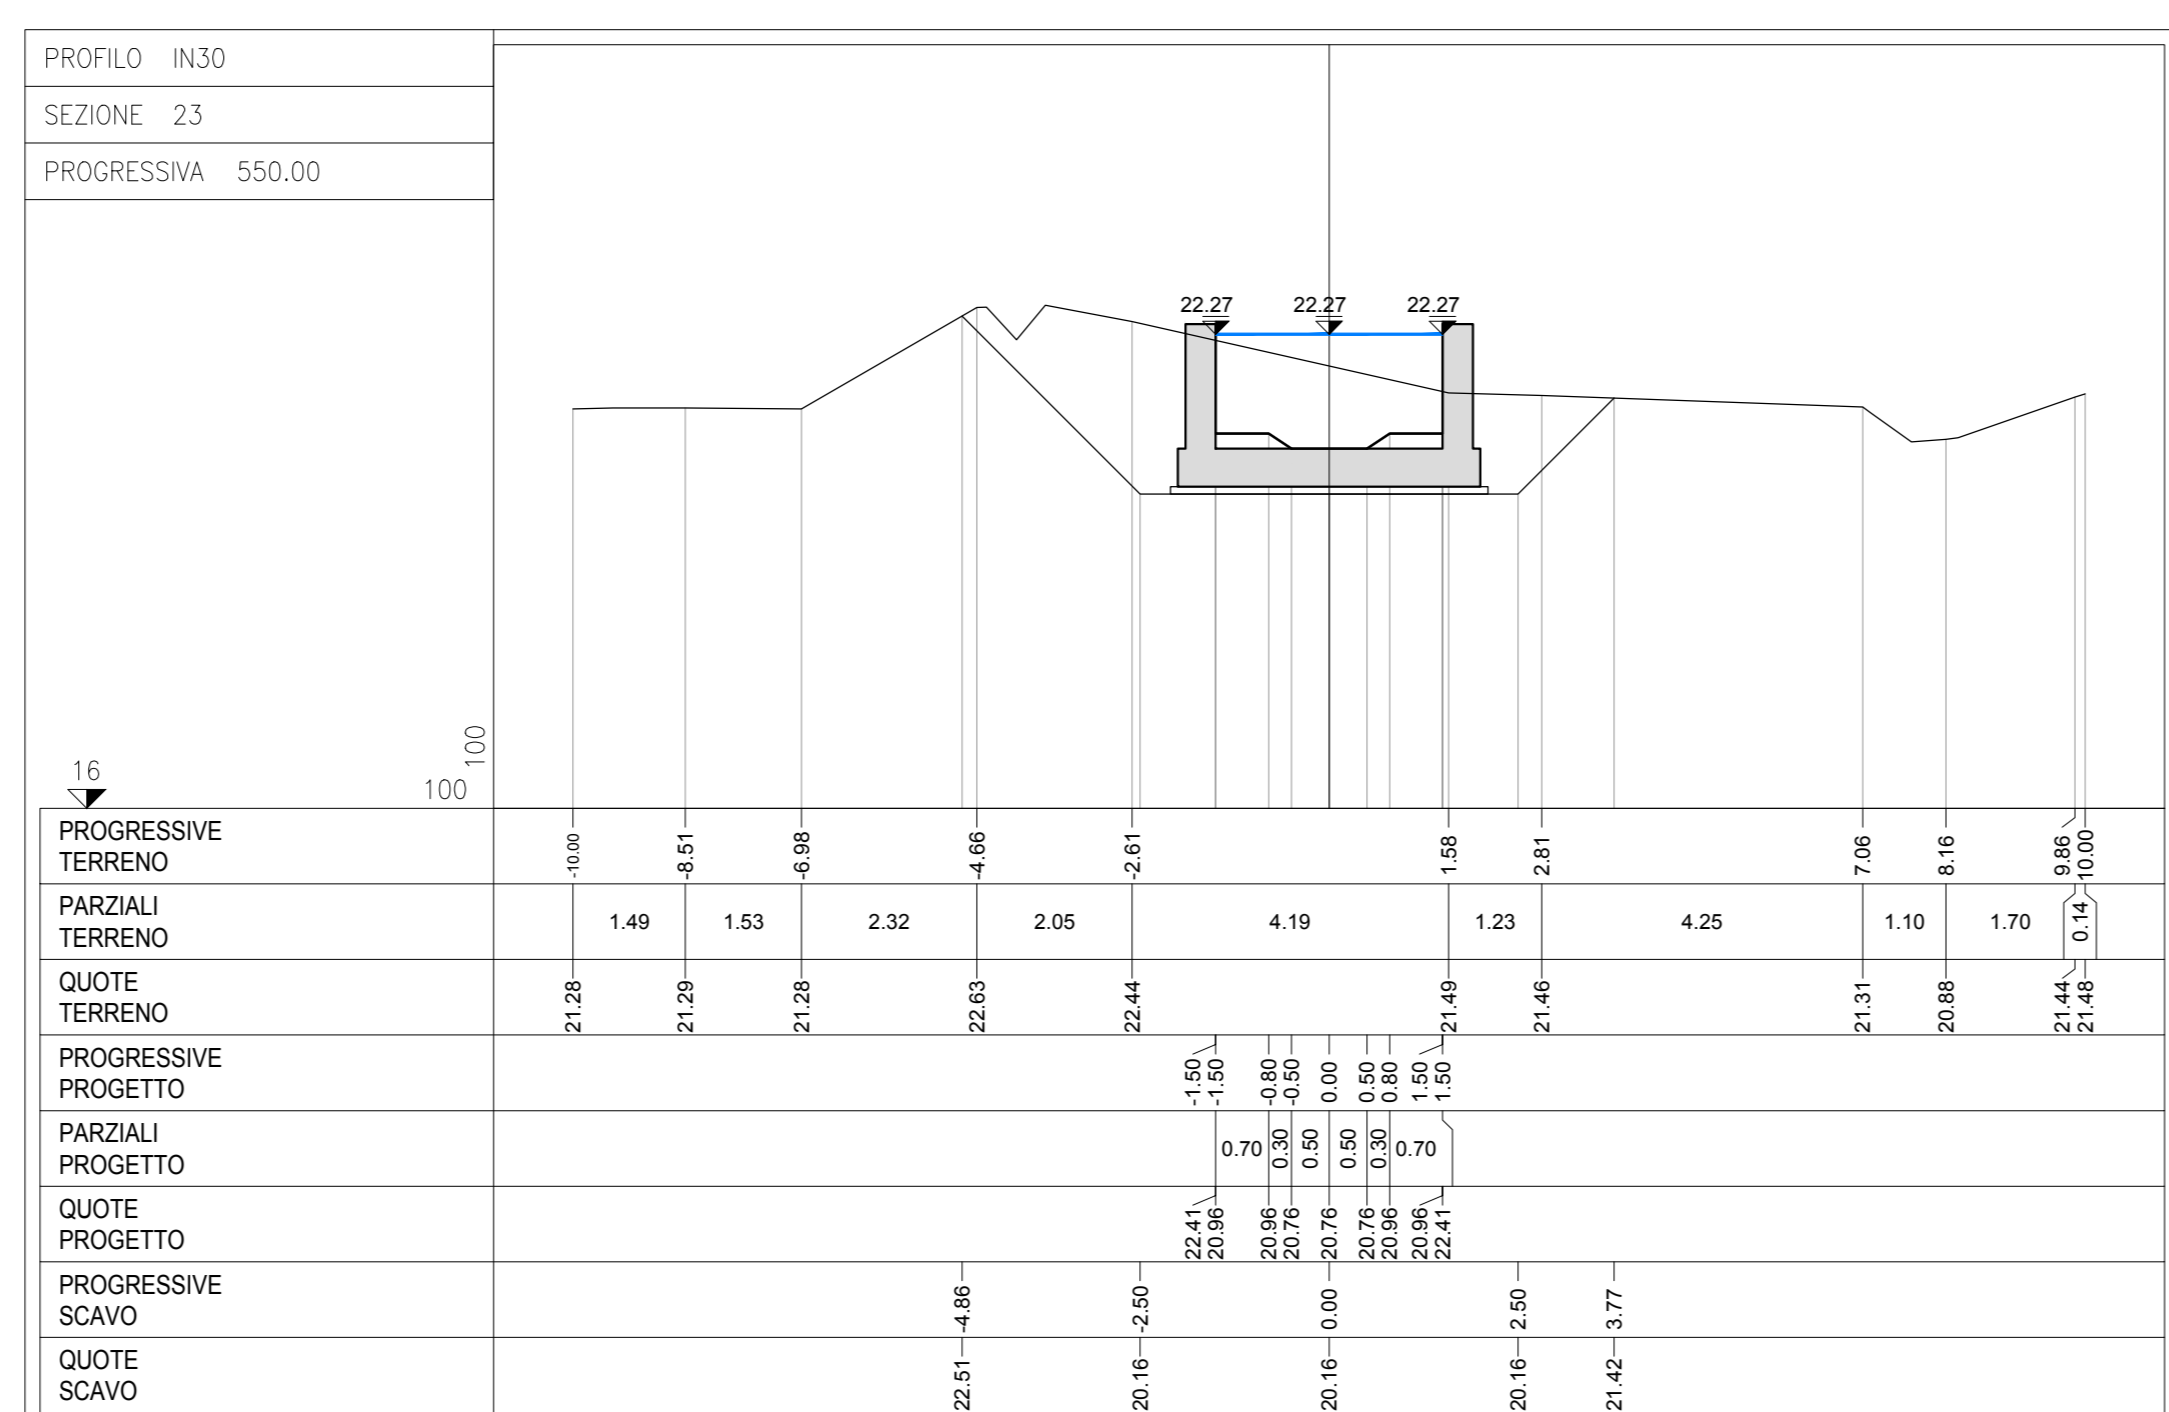 PROFILO IN30
SEZIONE 23
PROGRESSIVA 550.00
22.27 22.27 22.27
100
100
16
PROGRESSIVE
TERRENO
-10.00 -8.51 -6.98 -4.66 -2.61 1.58 2.81 7.06 8.16 9.86 10.00
PARZIALI
TERRENO
1.49 1.53 2.32 2.05 4.19 1.23 4.25 1.10 1.70 0.14
QUOTE
TERRENO
21.28 21.29 21.28 22.63 22.44 21.49 21.46 21.31 20.88 21.44 21.48
PROGRESSIVE
PROGETTO
-1.50 -1.50 -0.80 -0.50 0.00 0.50 0.80 1.50 1.50
PARZIALI
PROGETTO
0.70 0.30 0.50 0.50 0.30 0.70
QUOTE
PROGETTO
22.41 20.96 20.96 20.76 20.76 20.76 20.96 20.96 22.41
PROGRESSIVE
SCAVO
-4.86 -2.50 0.00 2.50 3.77
QUOTE
SCAVO
22.51 20.16 20.16 20.16 21.42